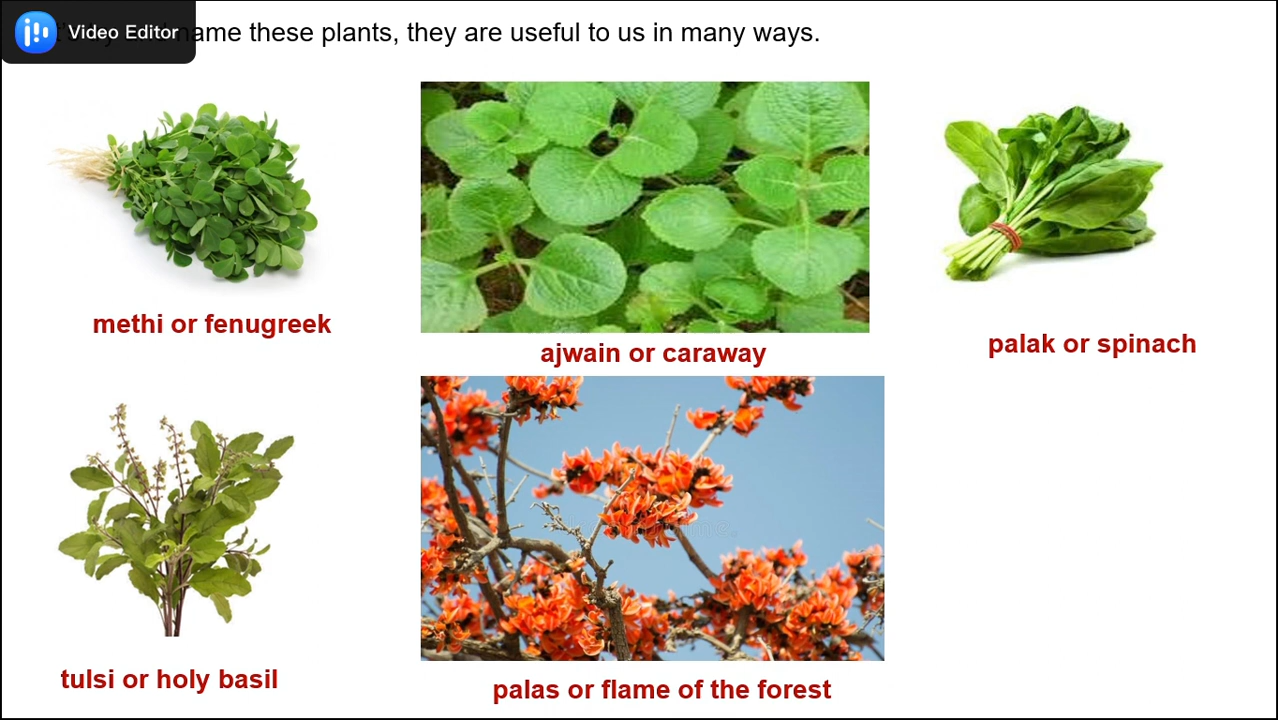 Video Editor
name these plants, they are useful to us in many ways.
methi or fenugreek
ajwain or caraway
palak or spinach
tulsi or holy basil
palas or flame of the forest